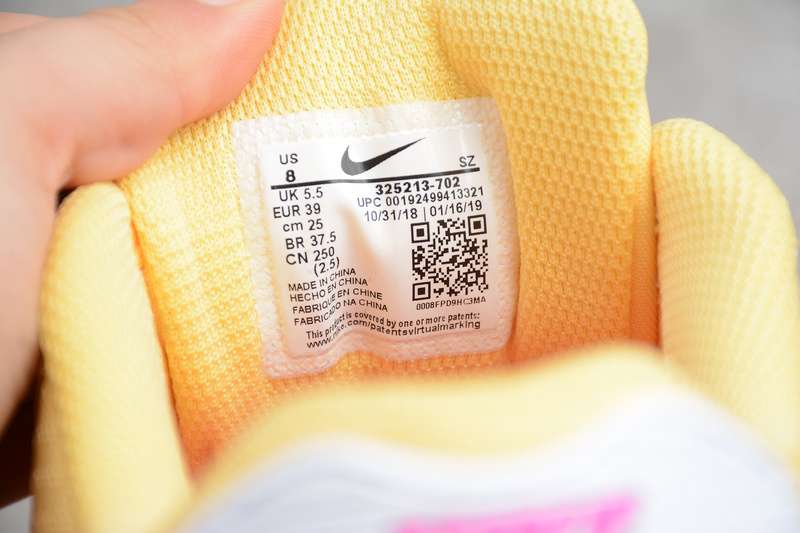 US SZ
8
UK 5.5 325213-702
EUR 39 UPC 00192499413321
cm 25 10/31/18 | 01/16/19
BR 37.5
CN 250
(2.5)
MADE IN CHINA
HECHO EN CHINA
FABRIQUE EN CHINE
FABRICADO NA CHINA
0008FPD9HC3MA
This product is covered by one or more patents:
www.nike.com/patentsvirtualmarking